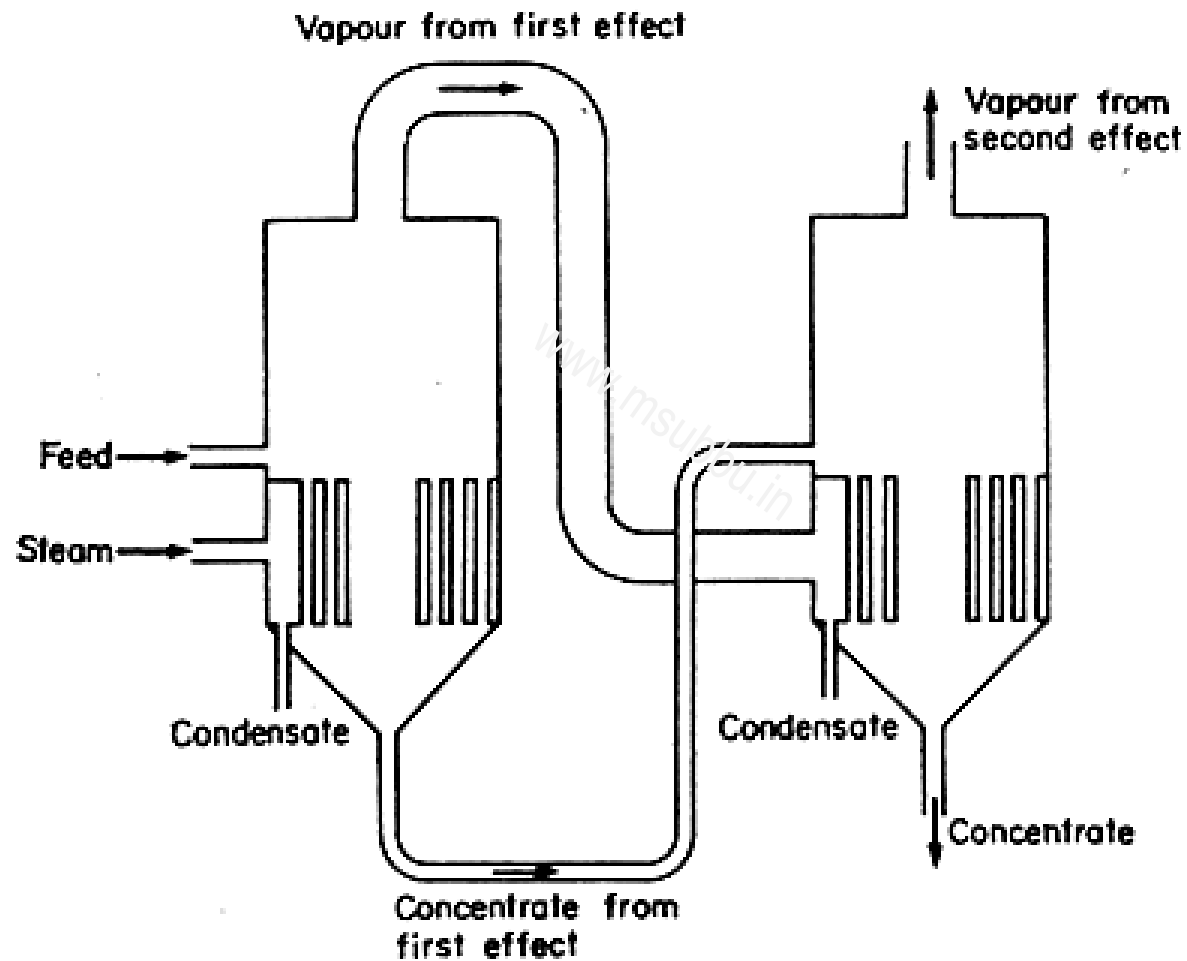 Vapour from first effect
Vapour from
second effect
Feed
Steam
Condensate
Condensate
Concentrate
Concentrate from
first effect